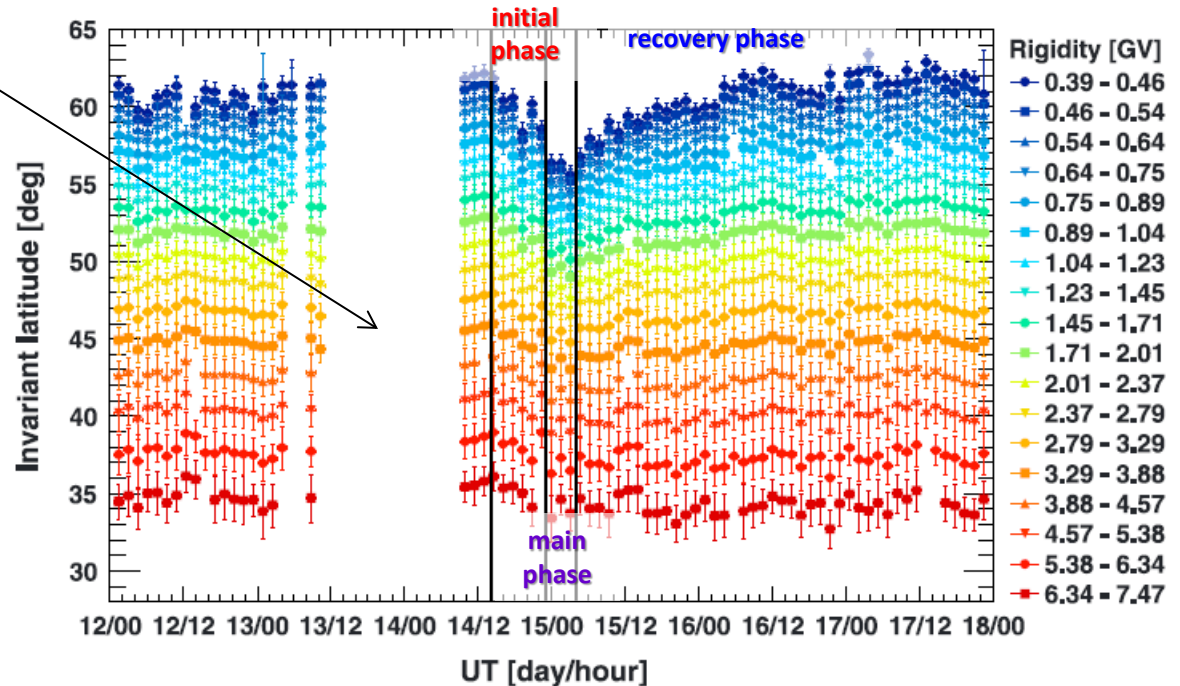 initial
phase
recovery phase
main
phase
Invariant latitude [deg]
65
60
55
50
45
40
35
30
12/00 12/12 13/00 13/12 14/00 14/12 15/00 15/12 16/00 16/12 17/00 17/12 18/00
UT [day/hour]
Rigidity [GV]
0.39 - 0.46
0.46 - 0.54
0.54 - 0.64
0.64 - 0.75
0.75 - 0.89
0.89 - 1.04
1.04 - 1.23
1.23 - 1.45
1.45 - 1.71
1.71 - 2.01
2.01 - 2.37
2.37 - 2.79
2.79 - 3.29
3.29 - 3.88
3.88 - 4.57
4.57 - 5.38
5.38 - 6.34
6.34 - 7.47